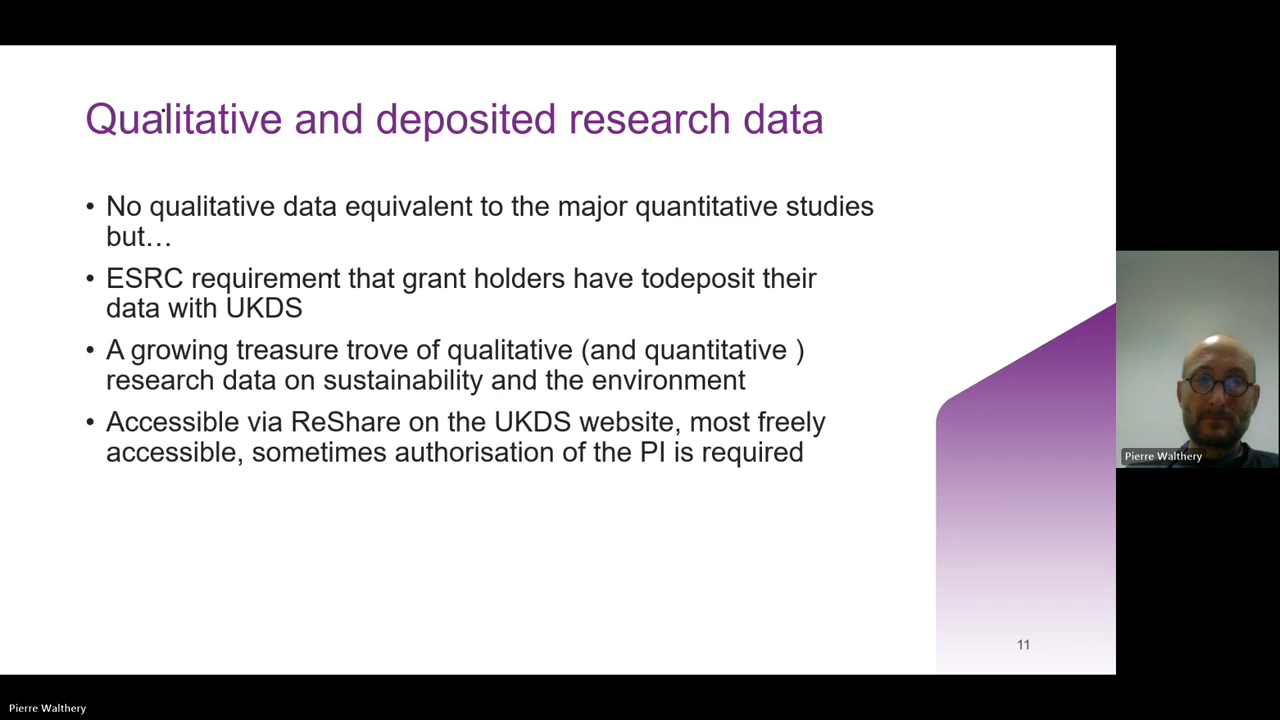 Qualitative and deposited research data
• No qualitative data equivalent to the major quantitative studies
but…
• ESRC requirement that grant holders have todeposit their
data with UKDS
• A growing treasure trove of qualitative (and quantitative )
research data on sustainability and the environment
• Accessible via ReShare on the UKDS website, most freely
accessible, sometimes authorisation of the PI is required
11
Pierre Walthery
Pierre Walthery